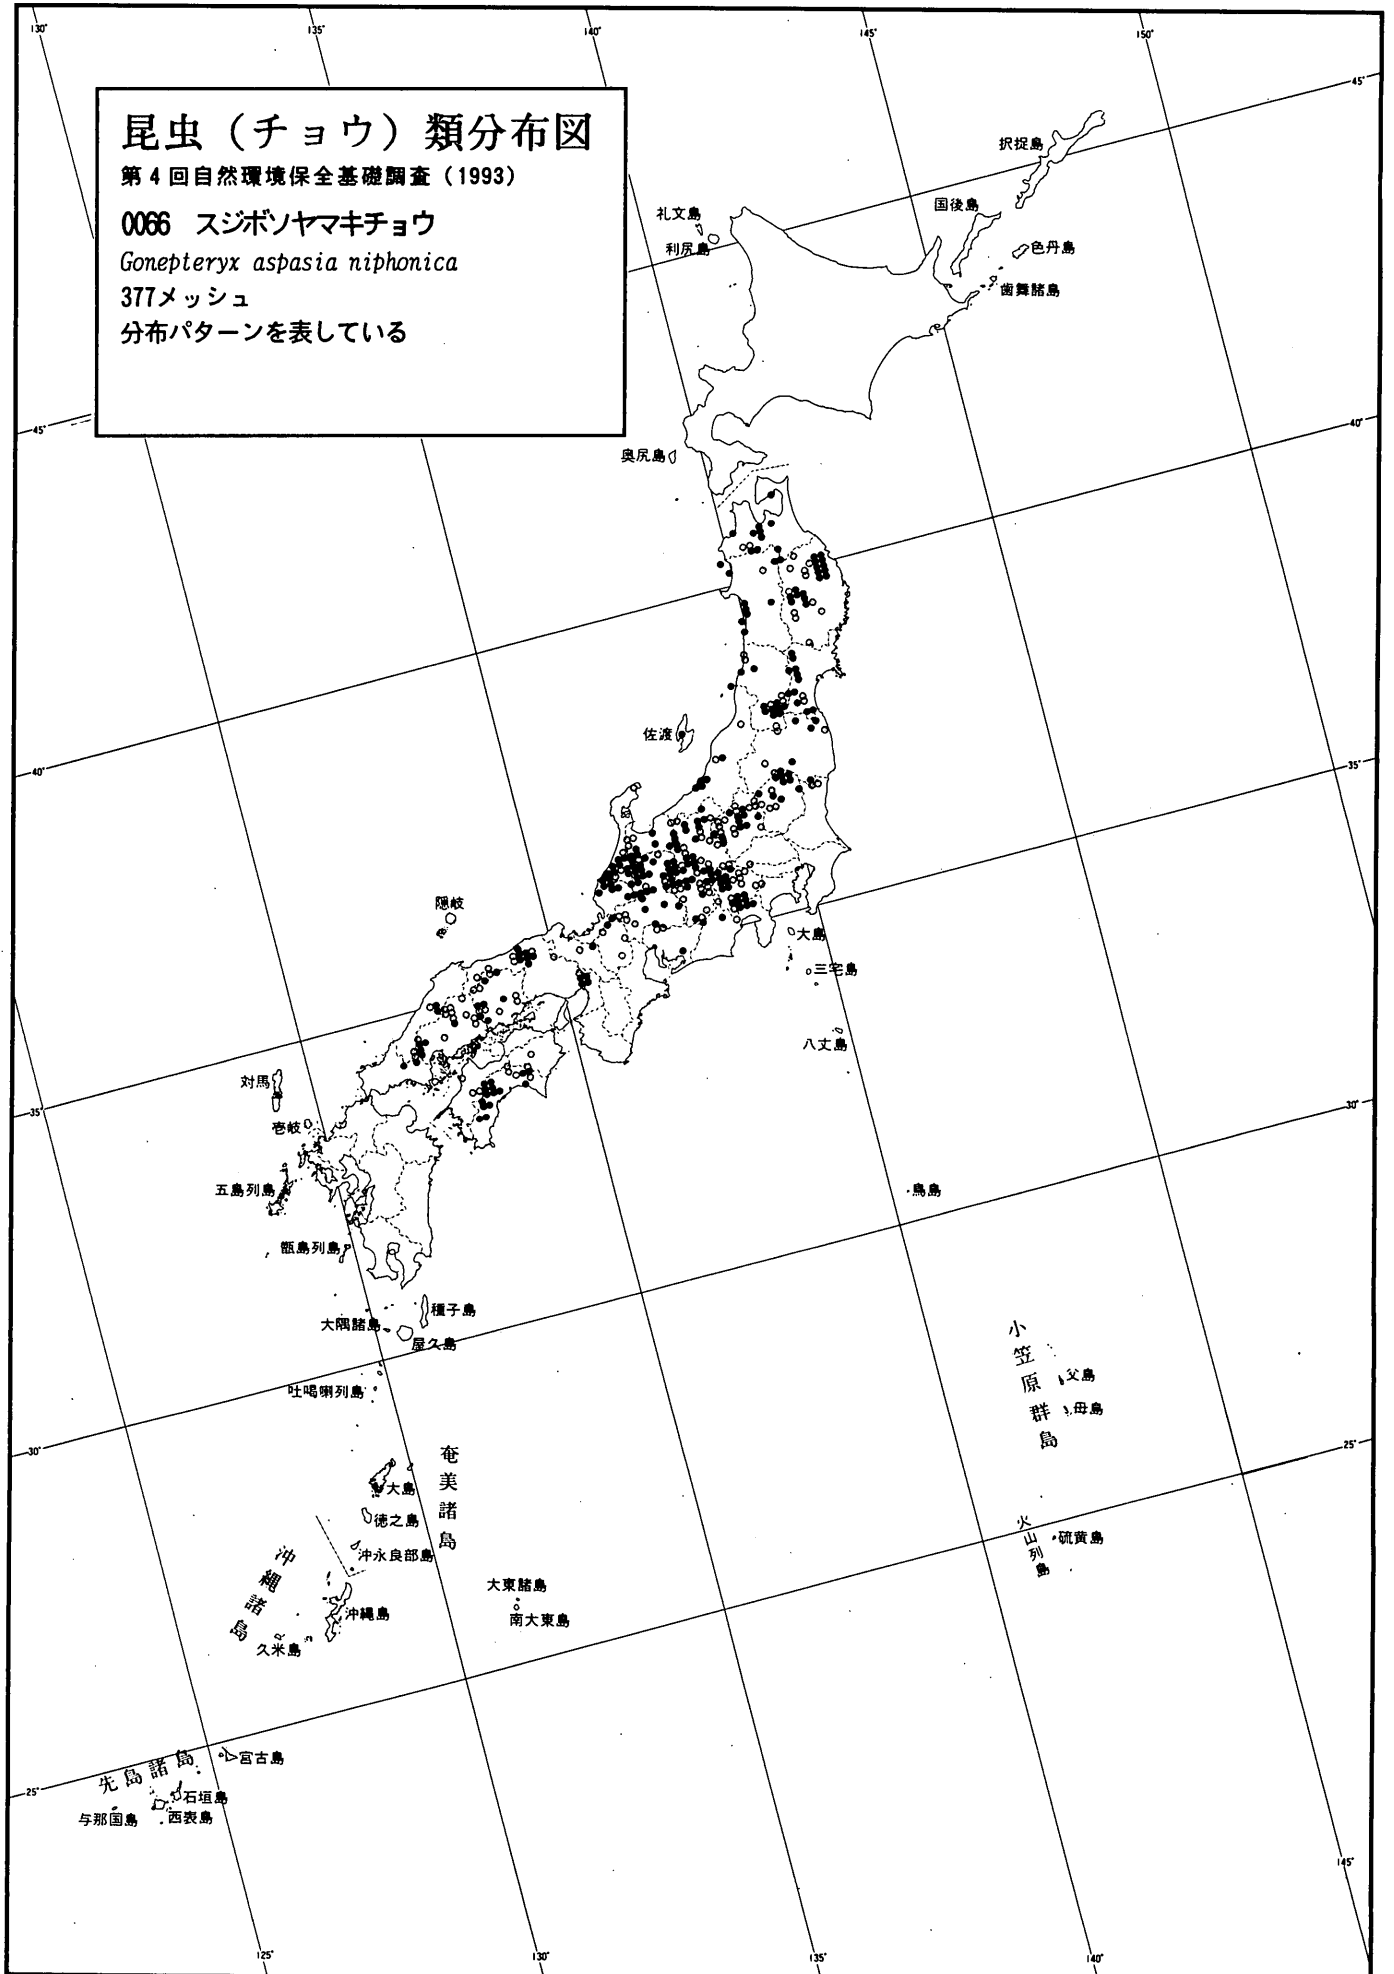 130°
135°
140°
145°
150°
昆虫（チョウ）類分布図
第4回自然環境保全基礎調査（1993）
0066 スジボソヤマキチョウ
Gonepteryx aspasia niphonica
377メッシュ
分布パターンを表している
45°
択捉島
国後島
礼文島
利尻島
色丹島
歯舞諸島
45°
40°
奥尻島
佐渡
40°
35°
隠岐
大島
三宅島
八丈島
対馬
35°
壱岐
30°
五島列島
鳥島
甑島列島
種子島
大隅諸島
屋久島
吐噶喇列島
小笠原群島
父島
母島
30°
25°
奄美諸島
大島
徳之島
沖永良部島
沖縄諸島
沖縄島
久米島
大東諸島
南大東島
火山列島
硫黄島
先島諸島
宮古島
25°
石垣島
与那国島
西表島
145°
125°
130°
135°
140°